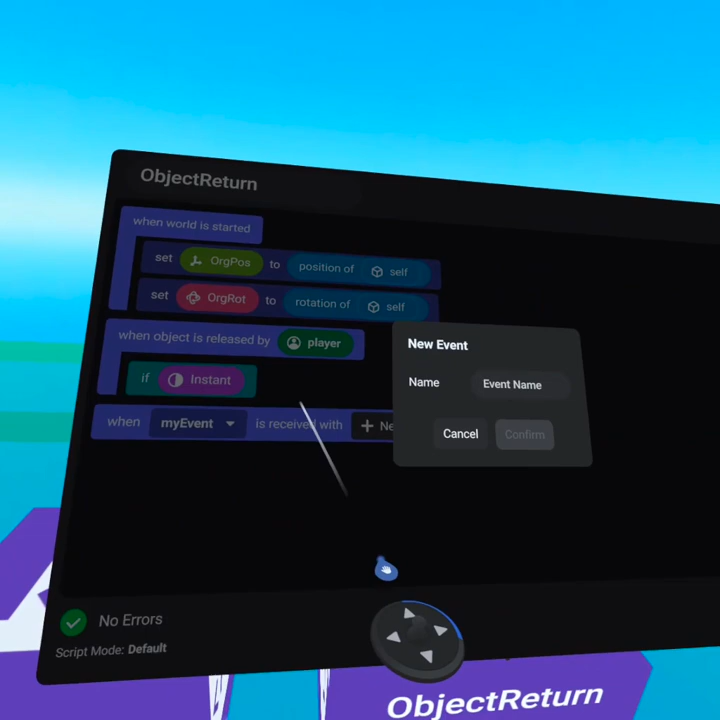 ObjectReturn
when world is started
set OrgPos to position of self
set OrgRot to rotation of self
when object is released by player
if Instant
when myEvent is received with + Ne
New Event
Name Event Name
Cancel Confirm
No Errors
Script Mode: Default
ObjectReturn